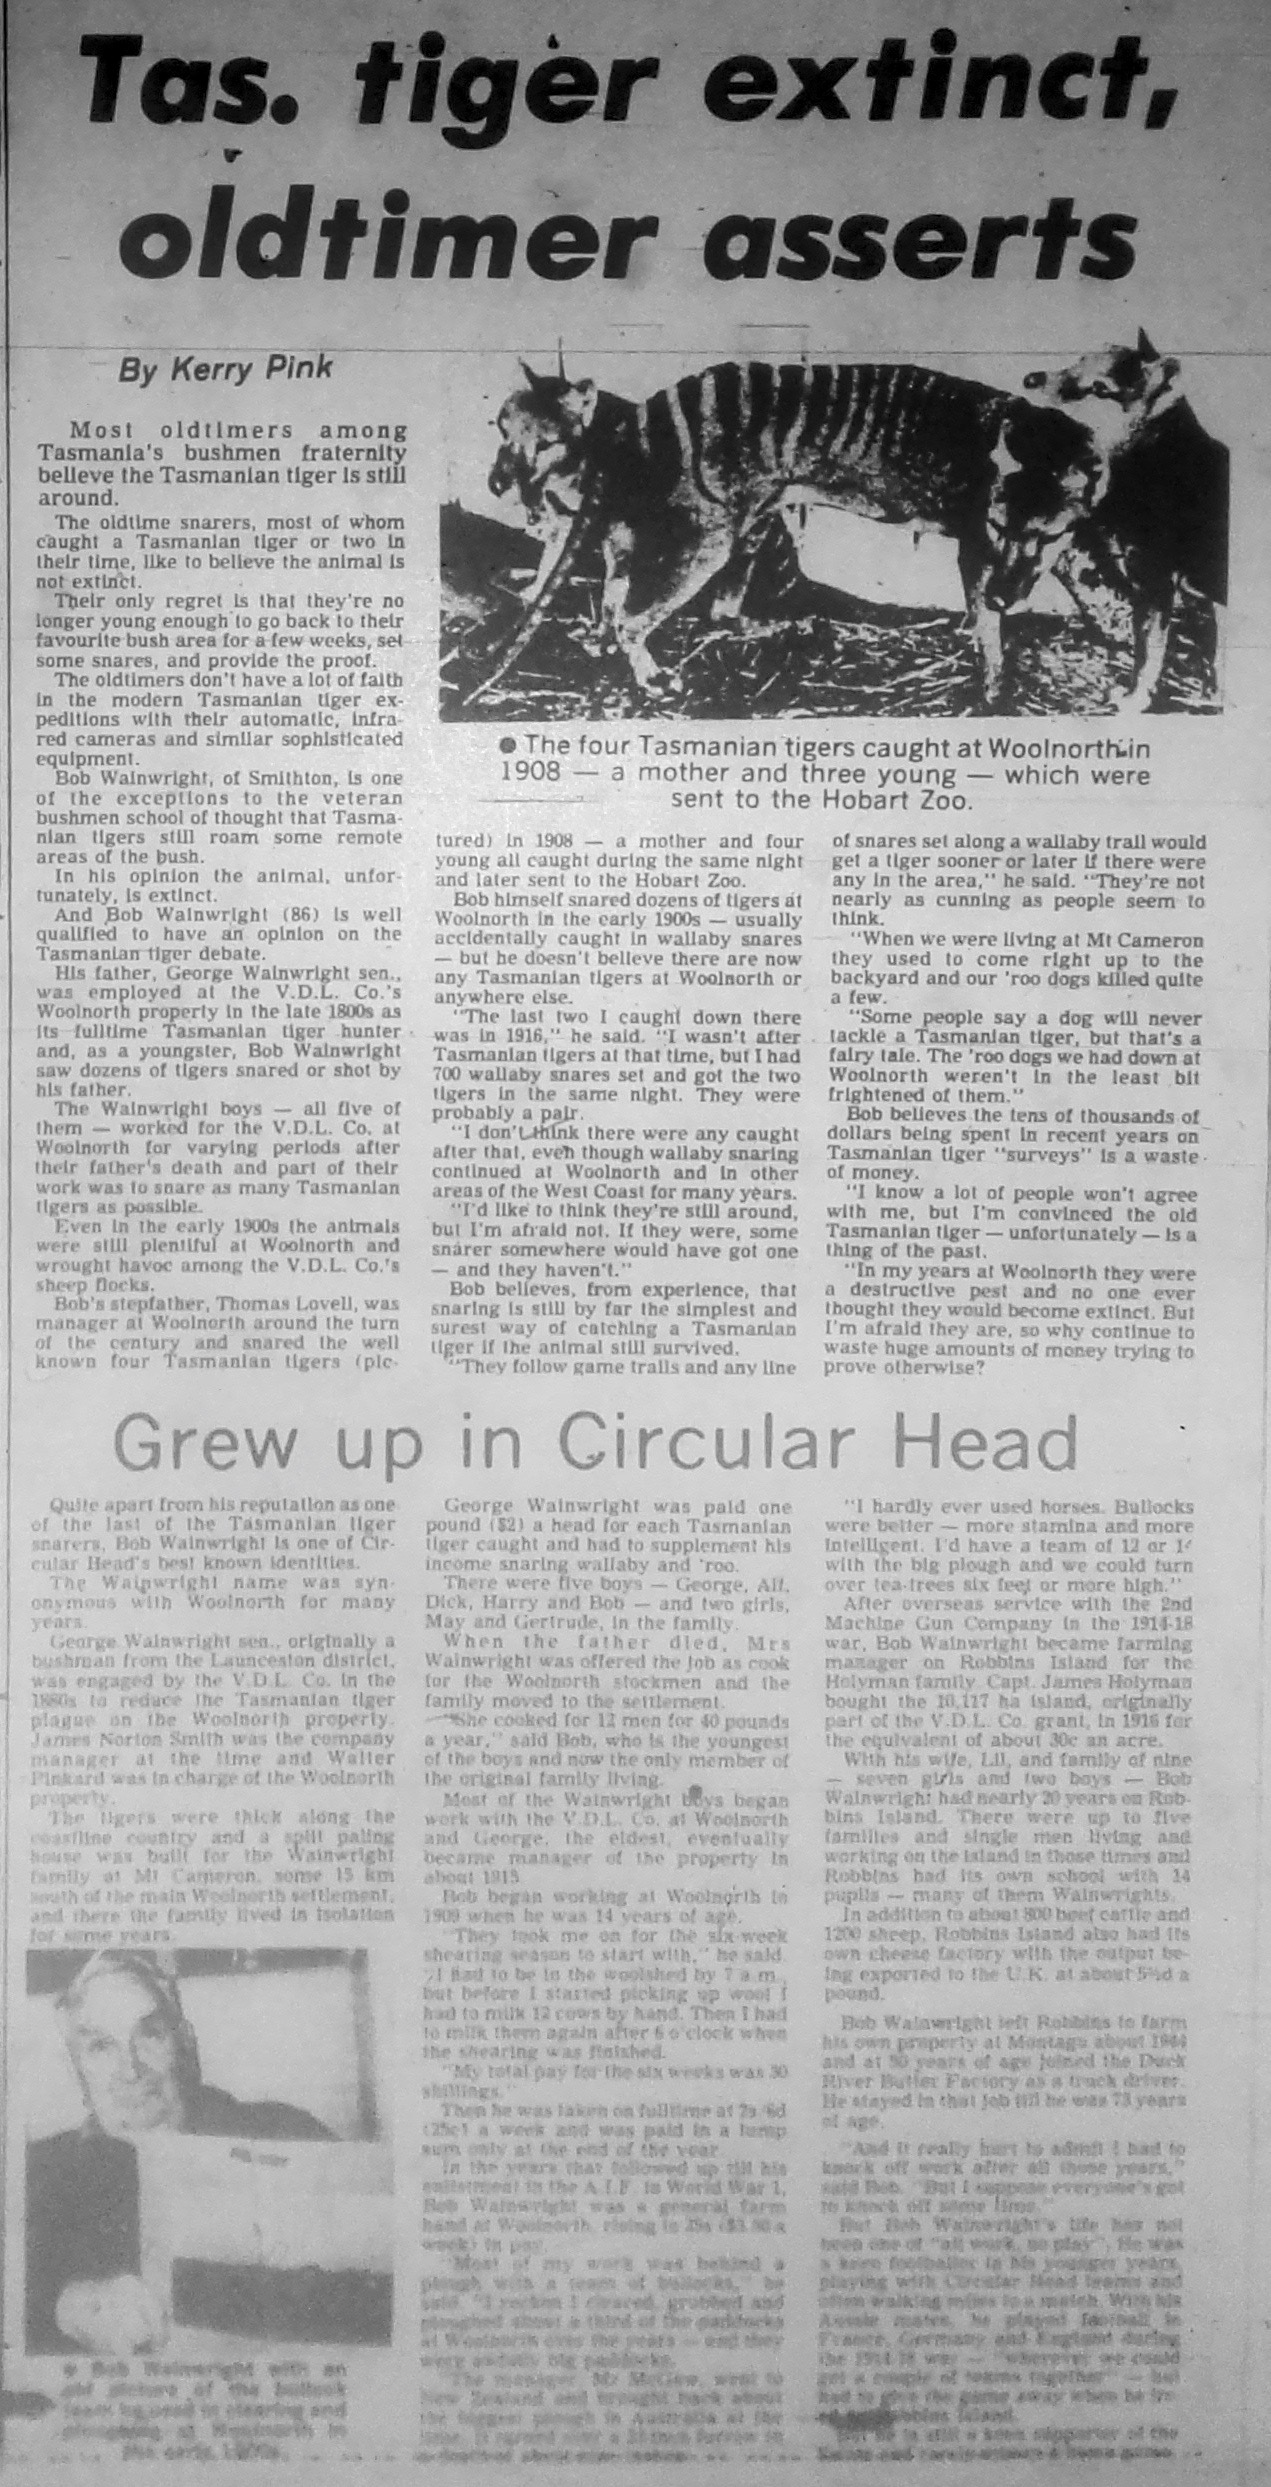 Tas. tiger extinct,
oldtimer asserts
By Kerry Pink
Most oldtimers among
Tasmania's bushmen fraternity
believe the Tasmanian tiger is still
around.
The oldtime snarers, most of whom
caught a Tasmanian tiger or two in
their time, like to believe the animal is
not extinct.
Their only regret is that they're no
longer young enough to go back to their
favourite bush area for a few weeks, set
some snares, and provide the proof.
The oldtimers don't have a lot of faith
in the modern Tasmanian tiger ex-
peditions with their automatic, infra-
red cameras and similar sophisticated
equipment.
Bob Wainwright, of Smithton, is one
of the exceptions to the veteran
bushmen school of thought that Tasma-
nian tigers still roam some remote
areas of the bush.
In his opinion the animal, unfor-
tunately, is extinct.
And Bob Wainwright (86) is well
qualified to have an opinion on the
Tasmanian tiger debate.
His father, George Wainwright sen.,
was employed at the V.D.L. Co.'s
Woolnorth property in the late 1800s as
its fulltime Tasmanian tiger hunter
and, as a youngster, Bob Wainwright
saw dozens of tigers snared or shot by
his father.
The Wainwright boys — all five of
them — worked for the V.D.L. Co. at
Woolnorth for varying periods after
their father's death and part of their
work was to snare as many Tasmanian
tigers as possible.
Even in the early 1900s the animals
were still plentiful at Woolnorth and
wrought havoc among the V.D.L. Co.'s
sheep flocks.
Bob's stepfather, Thomas Lovell, was
manager at Woolnorth around the turn
of the century and snared the well
known four Tasmanian tigers (pic-
● The four Tasmanian tigers caught at Woolnorth in
1908 — a mother and three young — which were
sent to the Hobart Zoo.
tured) in 1908 — a mother and four
young all caught during the same night
and later sent to the Hobart Zoo.
Bob himself snared dozens of tigers at
Woolnorth in the early 1900s — usually
accidentally caught in wallaby snares
— but he doesn't believe there are now
any Tasmanian tigers at Woolnorth or
anywhere else.
"The last two I caught down there
was in 1916," he said. "I wasn't after
Tasmanian tigers at that time, but I had
700 wallaby snares set and got the two
tigers in the same night. They were
probably a pair.
"I don't think there were any caught
after that, even though wallaby snaring
continued at Woolnorth and in other
areas of the West Coast for many years.
"I'd like to think they're still around,
but I'm afraid not. If they were, some
snarer somewhere would have got one
— and they haven't."
Bob believes, from experience, that
snaring is still by far the simplest and
surest way of catching a Tasmanian
tiger if the animal still survived.
"They follow game trails and any line
of snares set along a wallaby trail would
get a tiger sooner or later if there were
any in the area," he said. "They're not
nearly as cunning as people seem to
think.
"When we were living at Mt Cameron
they used to come right up to the
backyard and our 'roo dogs killed quite
a few.
"Some people say a dog will never
tackle a Tasmanian tiger, but that's a
fairy tale. The 'roo dogs we had down at
Woolnorth weren't in the least bit
frightened of them."
Bob believes the tens of thousands of
dollars being spent in recent years on
Tasmanian tiger "surveys" is a waste
of money.
"I know a lot of people won't agree
with me, but I'm convinced the old
Tasmanian tiger — unfortunately — is a
thing of the past.
"In my years at Woolnorth they were
a destructive pest and no one ever
thought they would become extinct. But
I'm afraid they are, so why continue to
waste huge amounts of money trying to
prove otherwise?
Grew up in Circular Head
Quite apart from his reputation as one
of the last of the Tasmanian tiger
snarers, Bob Wainwright is one of Cir-
cular Head's best known identities.
The Wainwright name was syn-
onymous with Woolnorth for many
years.
George Wainwright sen., originally a
bushman from the Launceston district,
was engaged by the V.D.L. Co. in the
1880s to reduce the Tasmanian tiger
plague on the Woolnorth property.
James Norton Smith was the company
manager at the time and Walter
Pinkard was in charge of the Woolnorth
property.
The tigers were thick along the
coastline country and a split paling
house was built for the Wainwright
family at Mt Cameron, some 15 km
south of the main Woolnorth settlement,
and there the family lived in isolation
for some years.
● Bob Wainwright with an
old picture of the bullock
team he used in clearing and
ploughing at Woolnorth in
the early 1900s.
George Wainwright was paid one
pound ($2) a head for each Tasmanian
tiger caught and had to supplement his
income snaring wallaby and 'roo.
There were five boys — George, Alf,
Dick, Harry and Bob — and two girls,
May and Gertrude, in the family.
When the father died, Mrs
Wainwright was offered the job as cook
for the Woolnorth stockmen and the
family moved to the settlement.
"She cooked for 12 men for 40 pounds
a year," said Bob, who is the youngest
of the boys and now the only member of
the original family living.
Most of the Wainwright boys began
work with the V.D.L. Co. at Woolnorth
and George, the eldest, eventually
became manager of the property in
about 1915.
Bob began working at Woolnorth in
1909 when he was 14 years of age.
"They took me on for the six-week
shearing season to start with," he said.
"I had to be in the woolshed by 7 a.m.,
but before I started picking up wool I
had to milk 12 cows by hand. Then I had
to milk them again after 6 o'clock when
the shearing was finished.
"My total pay for the six weeks was 30
shillings."
Then he was taken on fulltime at 2s 6d
(25c) a week and was paid in a lump
sum only at the end of the year.
In the years that followed up till his
enlistment in the A.I.F. in World War 1,
Bob Wainwright was a general farm
hand at Woolnorth, rising to
week) in pay.
"Most of my work was behind a
plough with a team of bullocks," he
said. "I reckon I cleared, grubbed and
ploughed about a third of the paddocks
at Woolnorth over the years — and they
were awfully big paddocks.
"The manager, Mr McGaw, went to
New Zealand and brought back about
the biggest plough in Australia at the
"I hardly ever used horses. Bullocks
were better — more stamina and more
intelligent. I'd have a team of 12 or 14
with the big plough and we could turn
over tea-trees six feet or more high."
After overseas service with the 2nd
Machine Gun Company in the 1914-18
war, Bob Wainwright became farming
manager on Robbins Island for the
Holyman family. Capt. James Holyman
bought the 10,117 ha island, originally
part of the V.D.L. Co. grant, in 1916 for
the equivalent of about 30c an acre.
With his wife, Lil, and family of nine
— seven girls and two boys — Bob
Wainwright had nearly 20 years on Rob-
bins Island. There were up to five
families and single men living and
working on the island in those times and
Robbins had its own school with 14
pupils — many of them Wainwrights.
In addition to about 800 beef cattle and
1200 sheep, Robbins Island also had its
own cheese factory with the output be-
ing exported to the U.K. at about 5½d a
pound.
Bob Wainwright left Robbins to farm
his own property at Montagu about 1944
and at 50 years of age joined the Duck
River Butter Factory as a truck driver.
He stayed in that job till he was 73 years
of age.
"And it really hurt to admit I had to
knock off work after all those years,"
said Bob. "But I suppose everyone's got
to knock off some time."
But Bob Wainwright's life has not
been one of "all work, no play". He was
a keen footballer in his younger years,
playing with Circular Head teams and
often walking miles to a match. With his
Aussie mates, he played football in
France, Germany and England during
the 1914-18 war — "wherever we could
get a couple of teams together" — but
had to give the game away when he
Robbins Island.
he is still a keen supporter of the